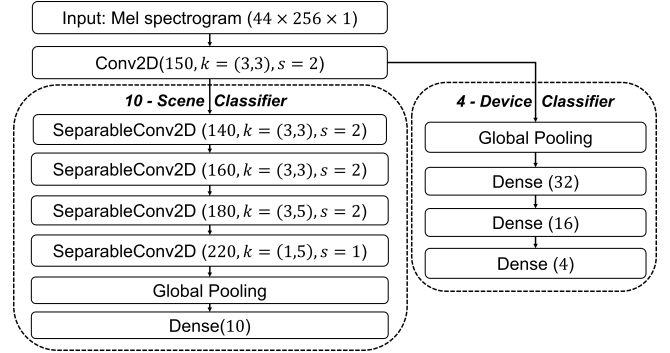 Input: Mel spectrogram (44 × 256 × 1)
Conv2D(150, k = (3,3), s = 2)
10 - Scene Classifier
SeparableConv2D (140, k = (3,3), s = 2)
SeparableConv2D (160, k = (3,3), s = 2)
SeparableConv2D (180, k = (3,5), s = 2)
SeparableConv2D (220, k = (1,5), s = 1)
Global Pooling
Dense(10)
4 - Device Classifier
Global Pooling
Dense (32)
Dense (16)
Dense (4)